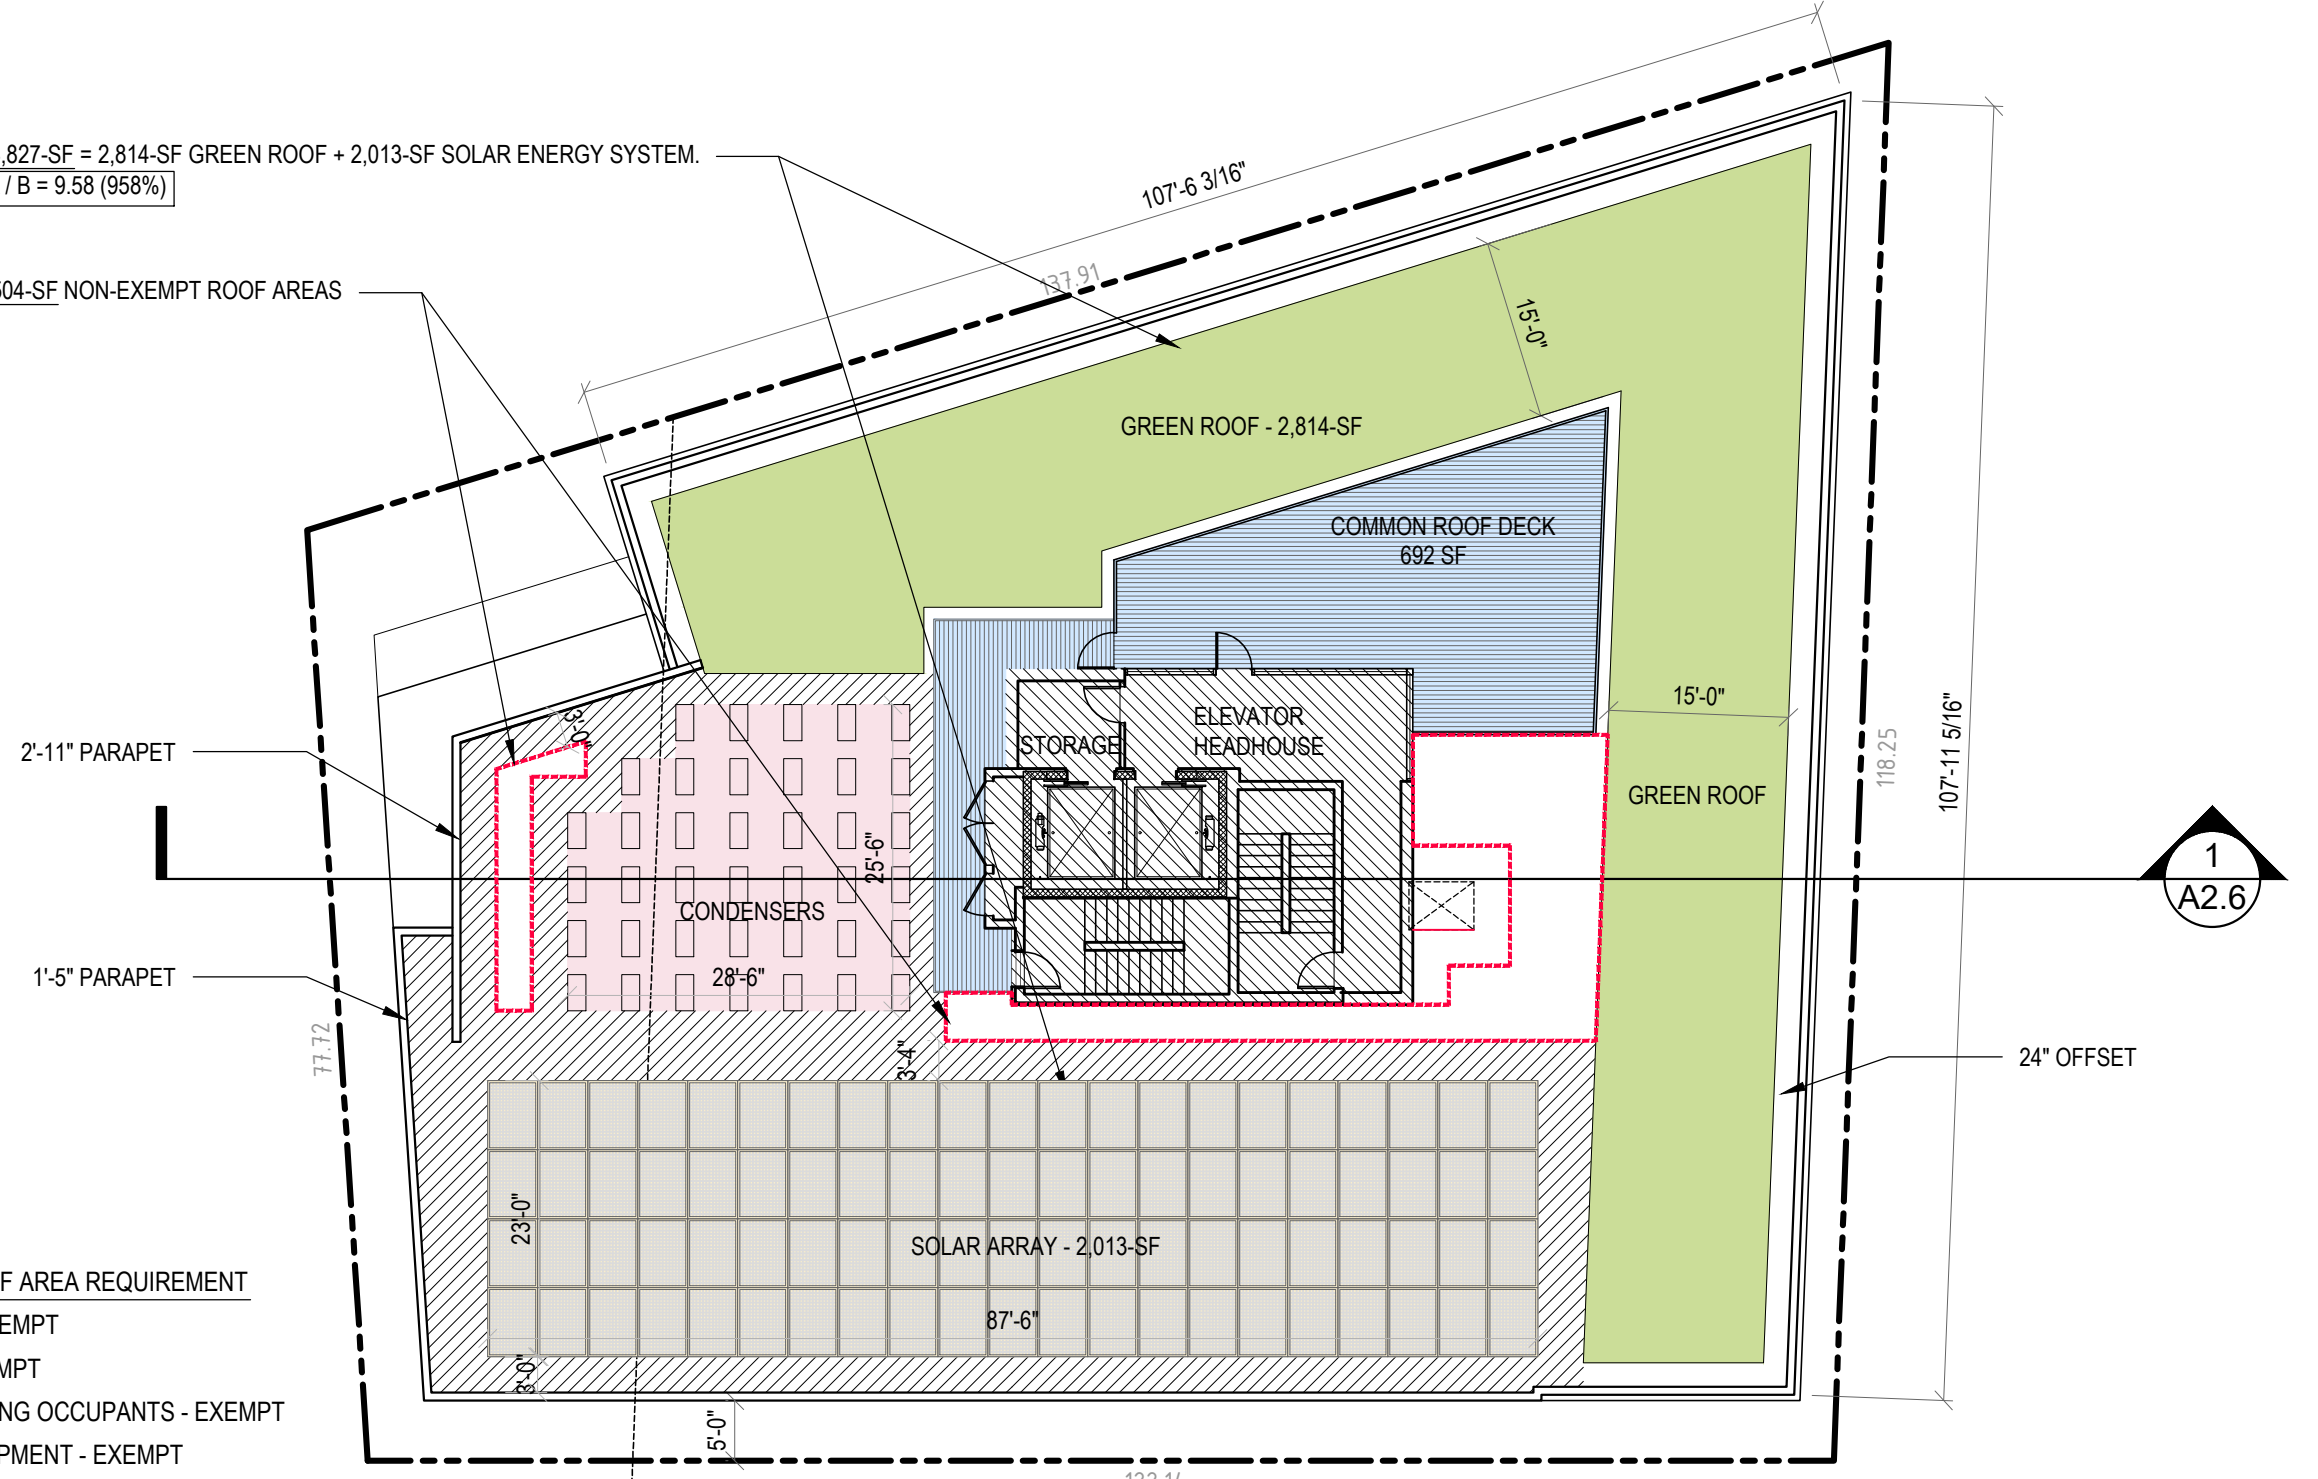 ,827-SF = 2,814-SF GREEN ROOF + 2,013-SF SOLAR ENERGY SYSTEM.
/ B = 9.58 (958%)
504-SF NON-EXEMPT ROOF AREAS
107'-6 3/16"
137.91
15'-0"
GREEN ROOF - 2,814-SF
COMMON ROOF DECK
692 SF
15'-0"
107'-11 5/16"
118.25
3'-0"
2'-11" PARAPET
STORAGE
ELEVATOR
HEADHOUSE
GREEN ROOF
25'-6"
CONDENSERS
28'-6"
1
A2.6
1'-5" PARAPET
77.72
3'-4"
24" OFFSET
23'-0"
SOLAR ARRAY - 2,013-SF
87'-6"
3'-0"
5'-0"
F AREA REQUIREMENT
EMPT
MPT
NG OCCUPANTS - EXEMPT
PMENT - EXEMPT